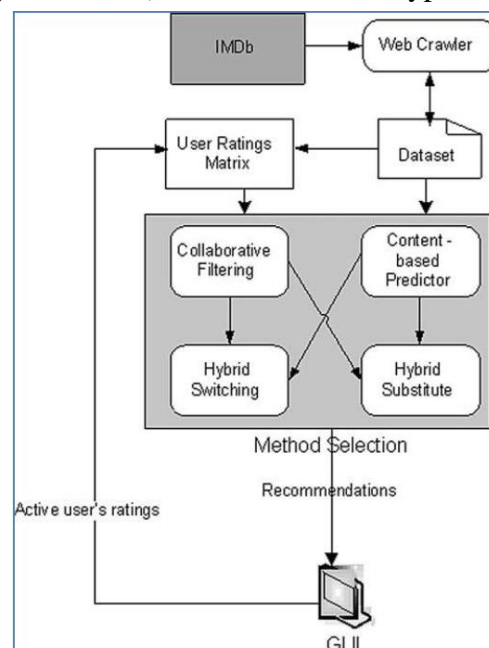 IMDb
Web Crawler
User Ratings
Matrix
Dataset
Collaborative
Filtering
Content -
based
Predictor
Hybrid
Switching
Hybrid
Substitute
Method Selection
Recommendations
Active user's ratings
GUI